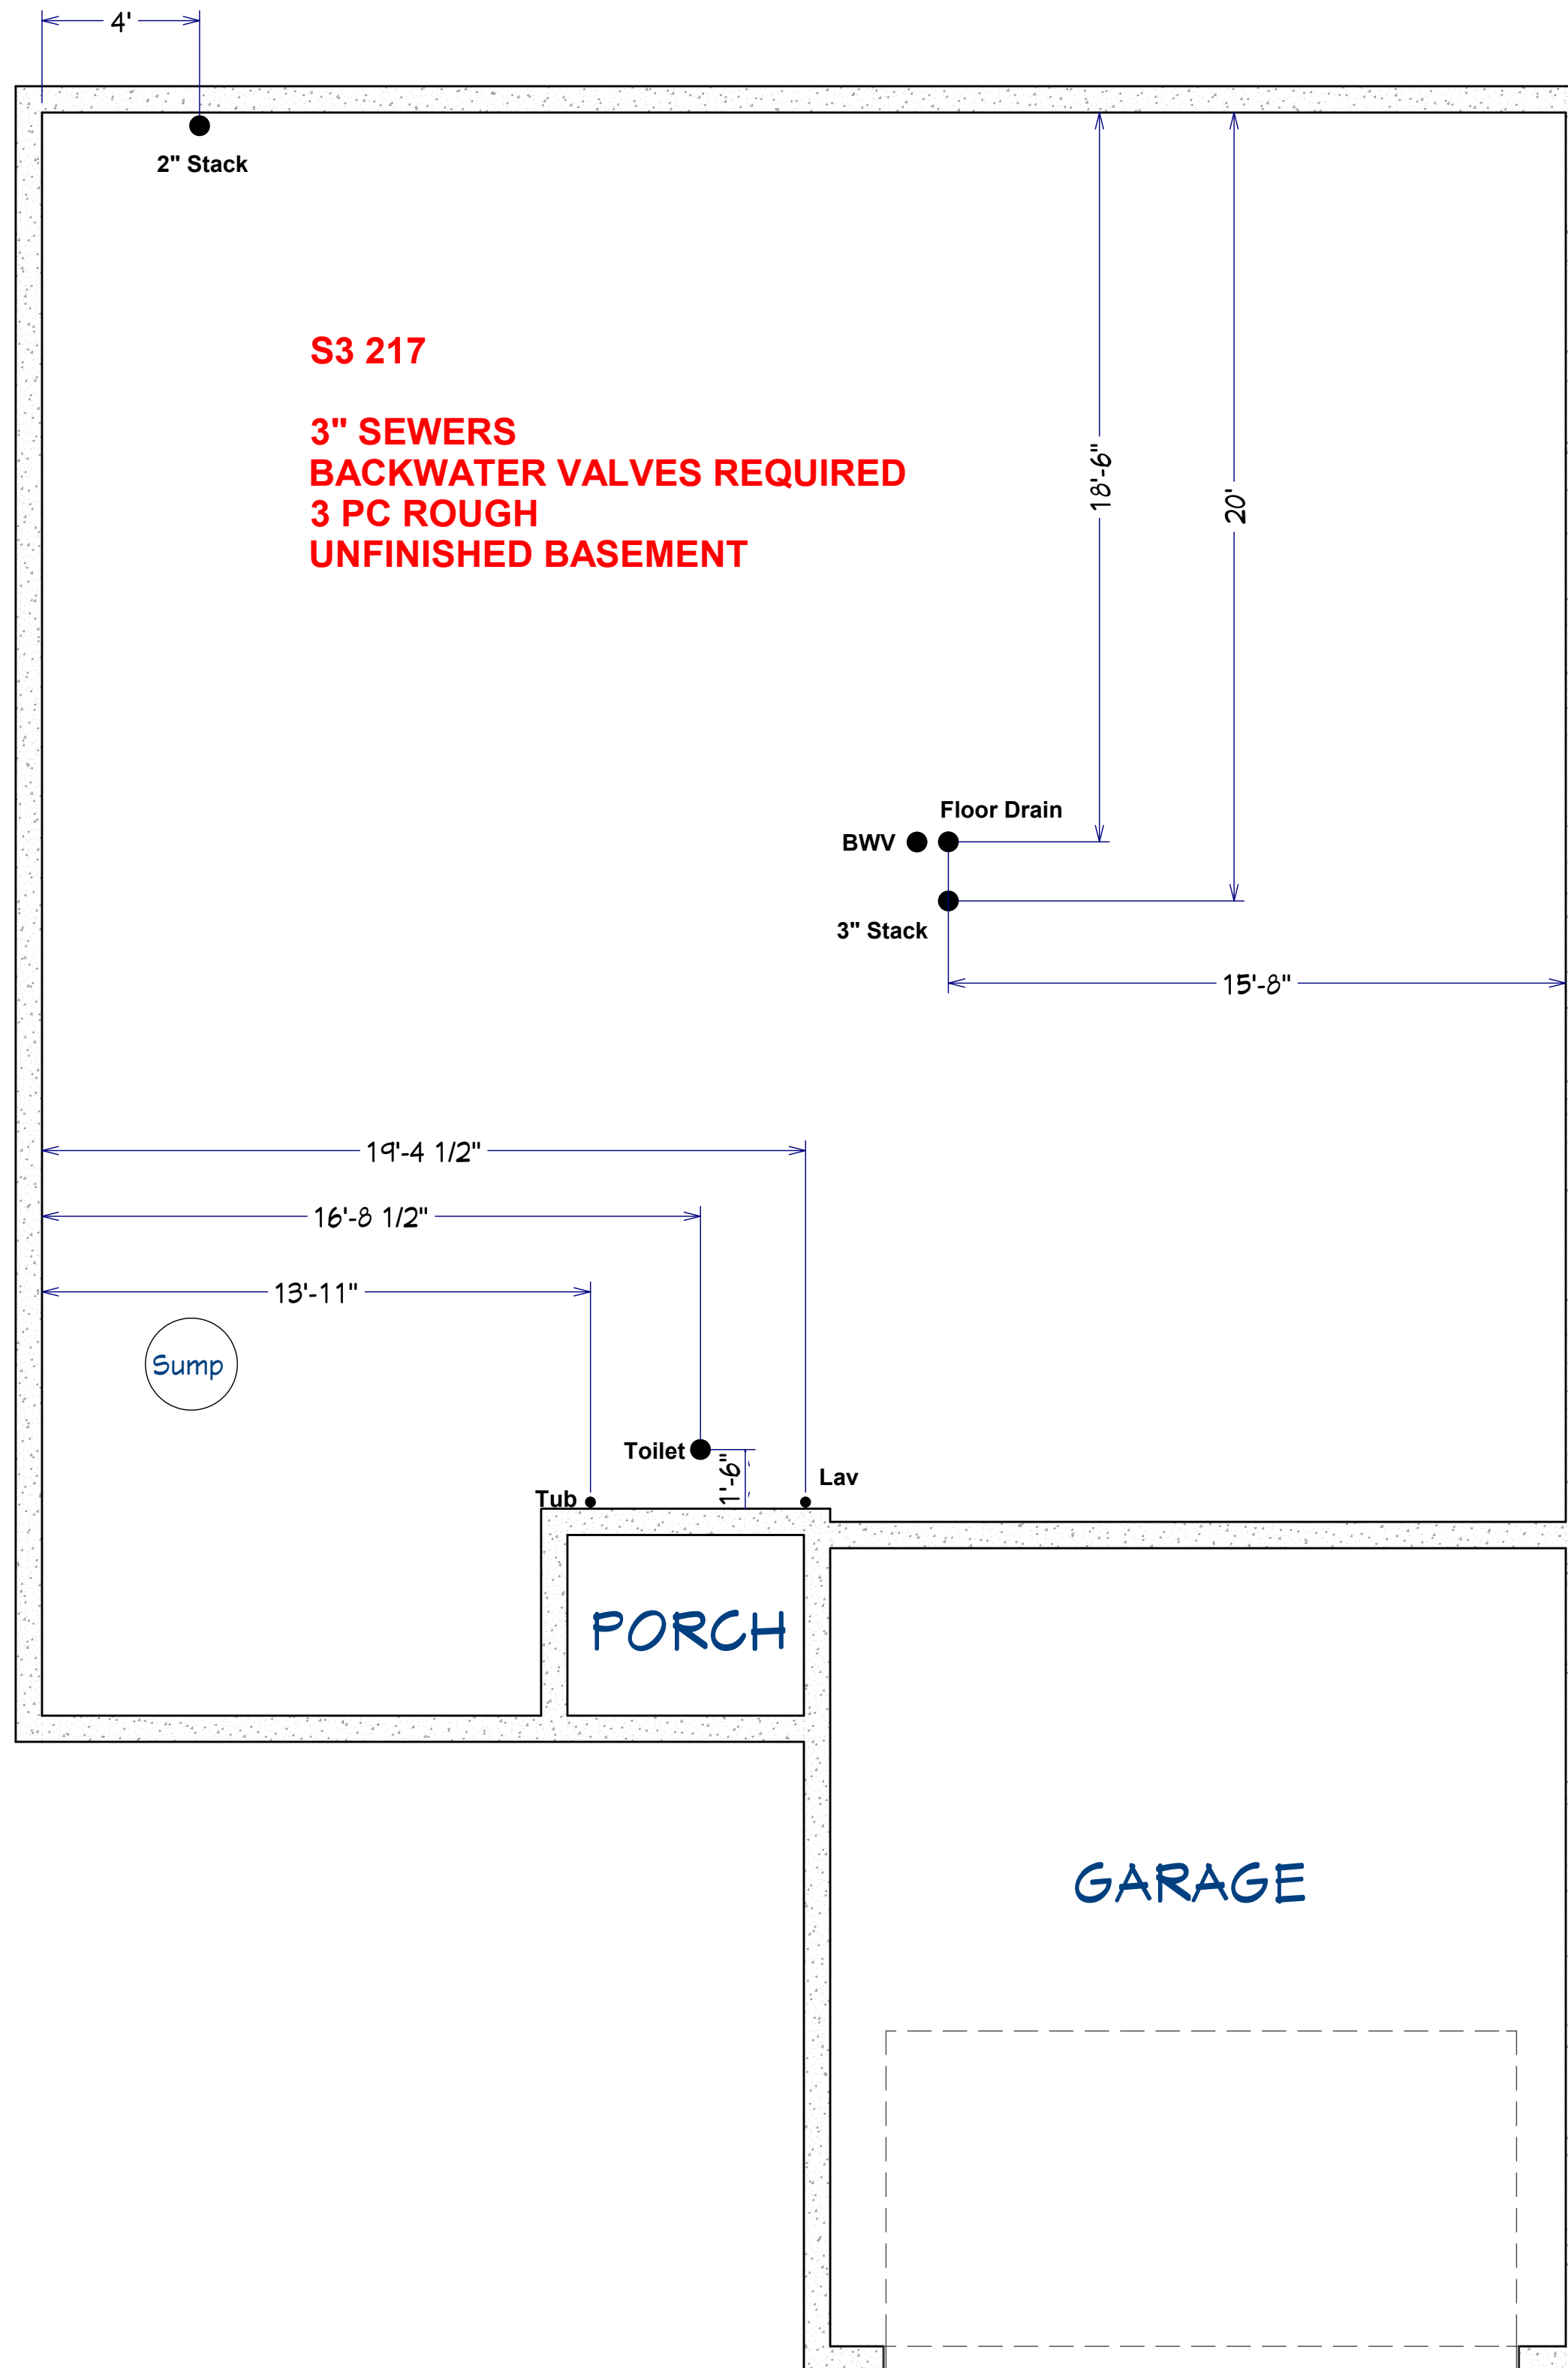 4'
2" Stack
S3 217
3" SEWERS
BACKWATER VALVES REQUIRED
3 PC ROUGH
UNFINISHED BASEMENT
18'-6"
20'
Floor Drain
BWV
3" Stack
15'-8"
19'-4 1/2"
16'-8 1/2"
13'-11"
Sump
Toilet
1'-6"
Lav
Tub
PORCH
GARAGE